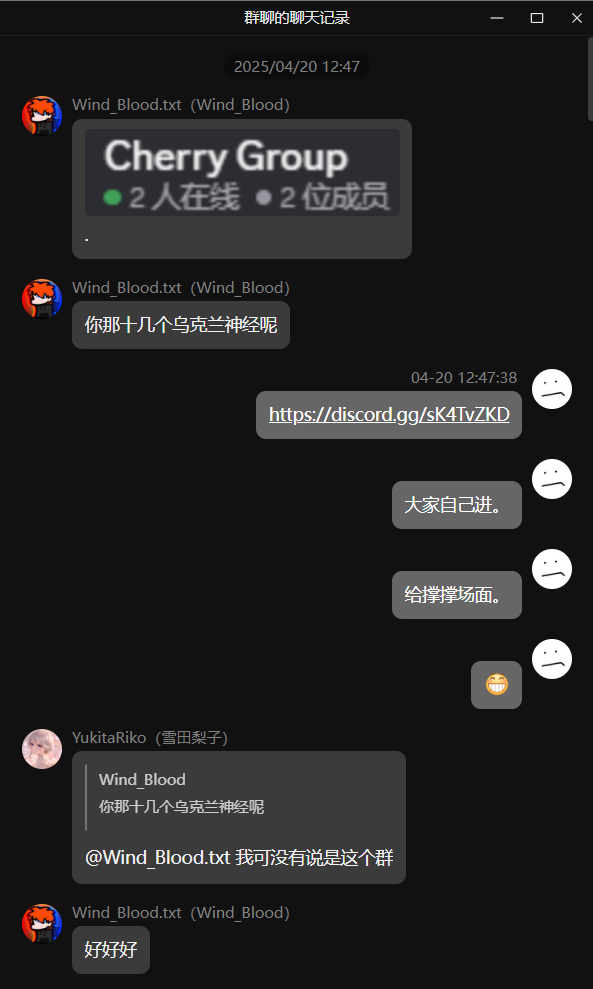 群聊的聊天记录
2025/04/20 12:47
Wind_Blood.txt（Wind_Blood）
Cherry Group
2 人在线 2 位成员
.
Wind_Blood.txt（Wind_Blood）
你那十几个乌克兰神经呢
04-20 12:47:38
https://discord.gg/sK4TvZKD
大家自己进。
给撑撑场面。
YukitaRiko（雪田梨子）
Wind_Blood
你那十几个乌克兰神经呢
@Wind_Blood.txt 我可没有说是这个群
Wind_Blood.txt（Wind_Blood）
好好好